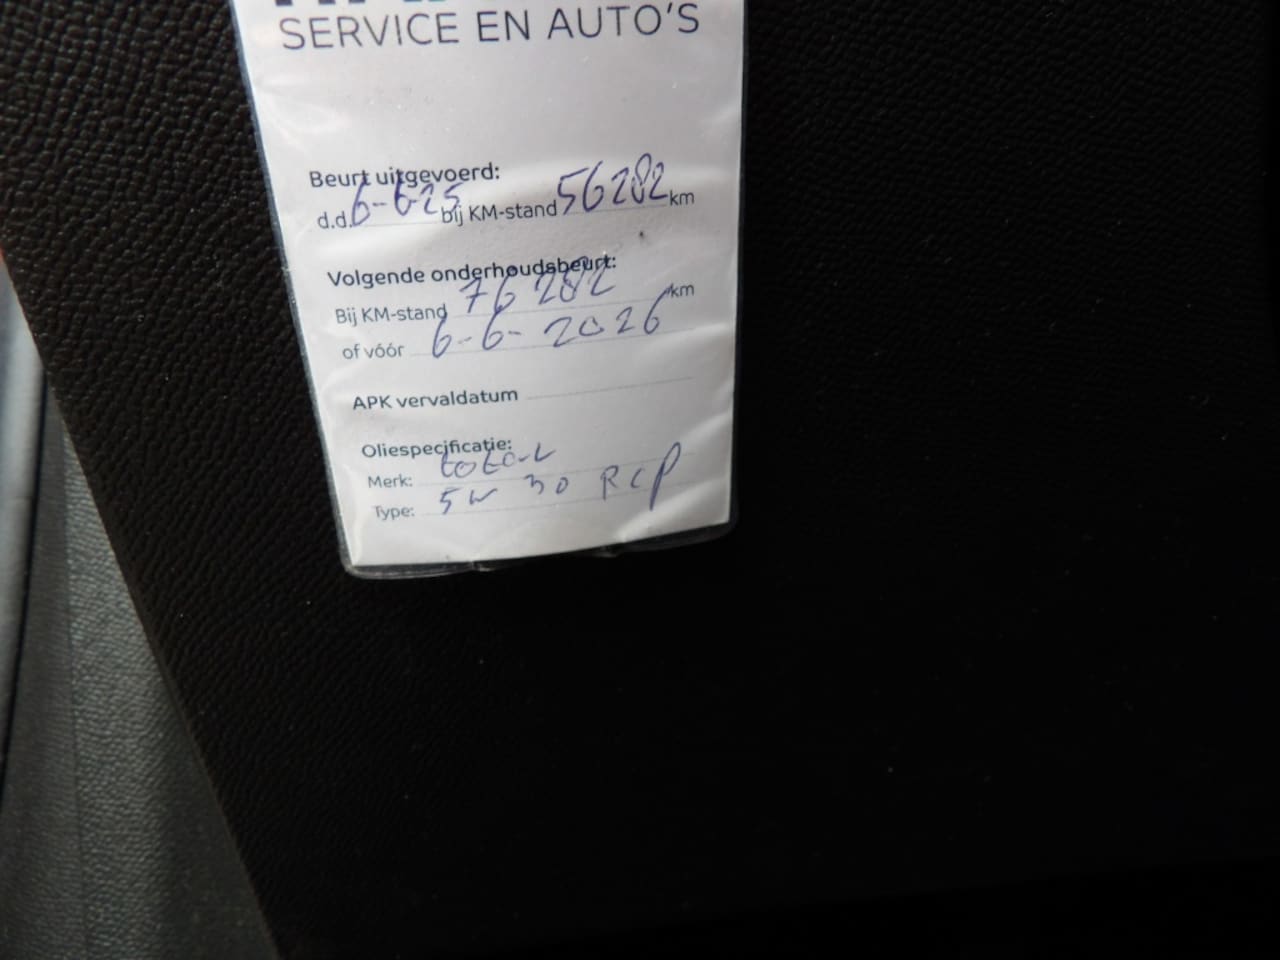 SERVICE EN AUTO'S
Beurt uitgevoerd:
d.d. 6-6-25 bij KM-stand 56282 km
Volgende onderhoudsbeurt:
Bij KM-stand 76282 km
of vóór 6-6-2026
APK vervaldatum
Oliespecificatie:
Merk: total
Type: 5w 30 RCP